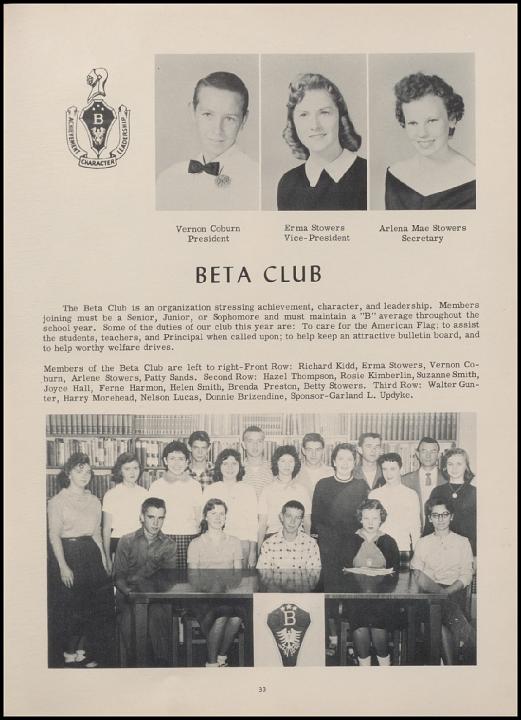 B
ACHIEVEMENT
CHARACTER
LEADERSHIP
Vernon Coburn
President
Erma Stowers
Vice-President
Arlena Mae Stowers
Secretary
BETA CLUB
The Beta Club is an organization stressing achievement, character, and leadership. Members
joining must be a Senior, Junior, or Sophomore and must maintain a "B" average throughout the
school year. Some of the duties of our club this year are: To care for the American Flag; to assist
the students, teachers, and Principal when called upon; to help keep an attractive bulletin board, and
to help worthy welfare drives.
Members of the Beta Club are left to right-Front Row: Richard Kidd, Erma Stowers, Vernon Co-
burn, Arlene Stowers, Patty Sands. Second Row: Hazel Thompson, Rosie Kimberlin, Suzanne Smith,
Joyce Hall, Ferne Harmon, Helen Smith, Brenda Preston, Betty Stowers. Third Row: Walter Gun-
ter, Harry Morehead, Nelson Lucas, Donnie Brizendine, Sponsor-Garland L. Updyke.
B
33